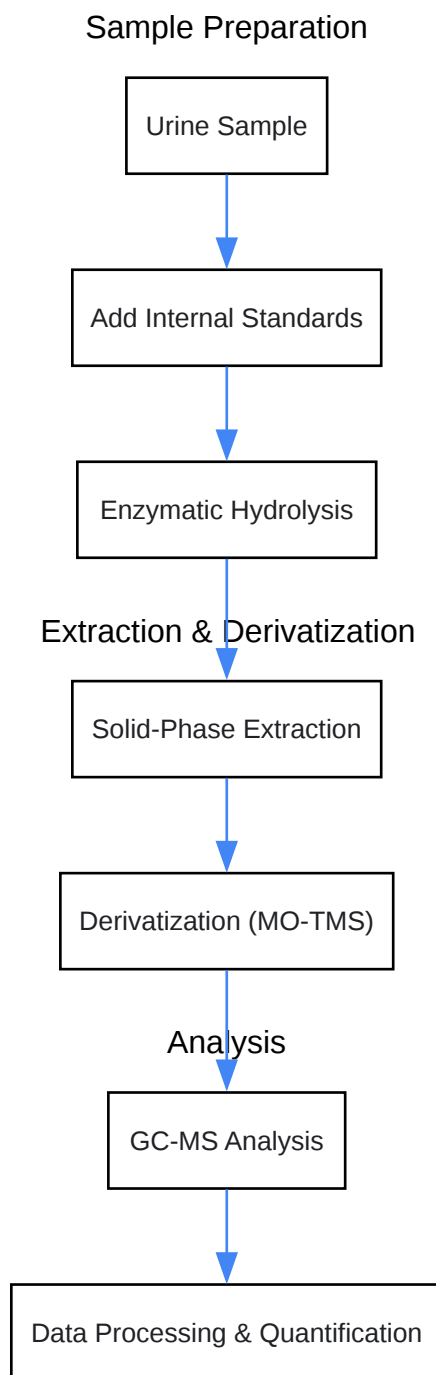 Sample Preparation
Urine Sample
Add Internal Standards
Enzymatic Hydrolysis
Extraction & Derivatization
Solid-Phase Extraction
Derivatization (MO-TMS)
Analysis
GC-MS Analysis
Data Processing & Quantification